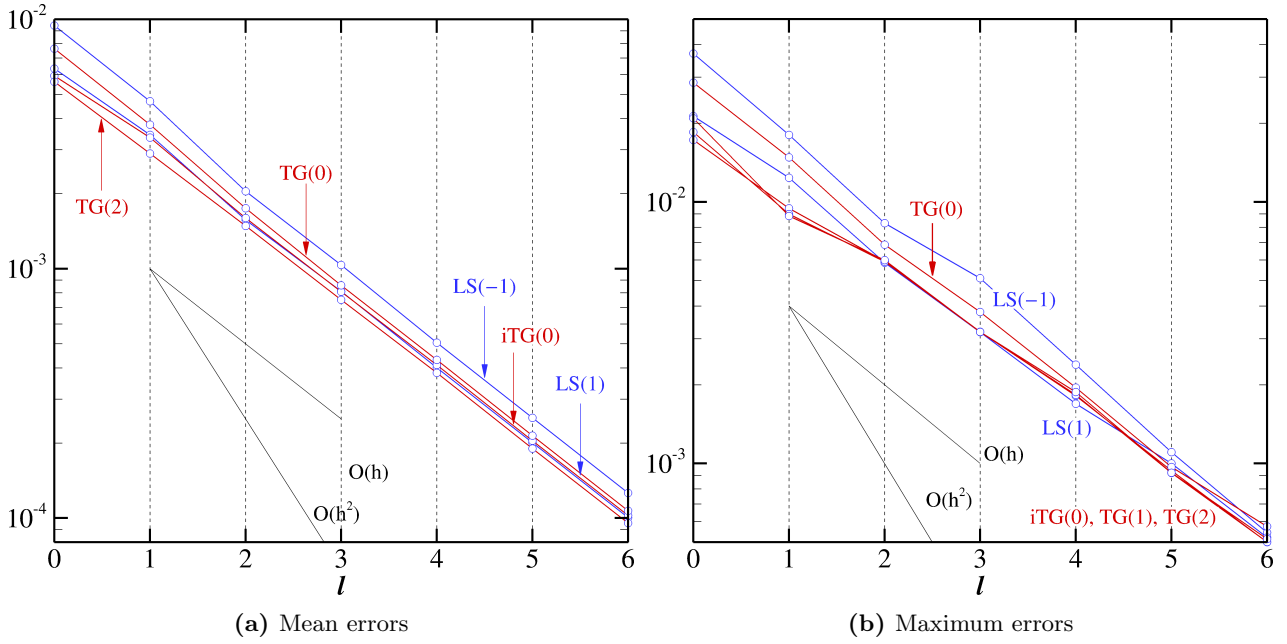 10⁻²
TG(0)
TG(2)
10⁻³
LS(−1)
iTG(0)
LS(1)
O(h)
O(h²)
10⁻⁴
0 1 2 3 4 5 6
l
(a) Mean errors
10⁻²
TG(0)
LS(−1)
LS(1)
O(h)
10⁻³
O(h²)
iTG(0), TG(1), TG(2)
0 1 2 3 4 5 6
l
(b) Maximum errors